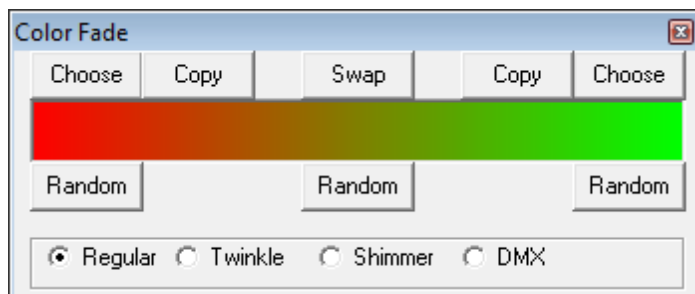 Color Fade
Choose Copy Swap Copy Choose
Random Random Random
Regular Twinkle Shimmer DMX